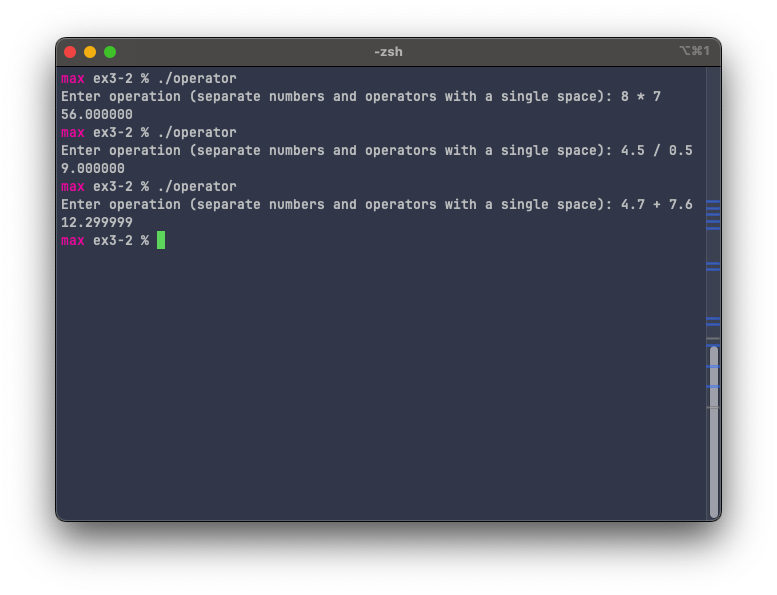 -zsh
⌥⌘1
max ex3-2 % ./operator
Enter operation (separate numbers and operators with a single space): 8 * 7
56.000000
max ex3-2 % ./operator
Enter operation (separate numbers and operators with a single space): 4.5 / 0.5
9.000000
max ex3-2 % ./operator
Enter operation (separate numbers and operators with a single space): 4.7 + 7.6
12.299999
max ex3-2 %